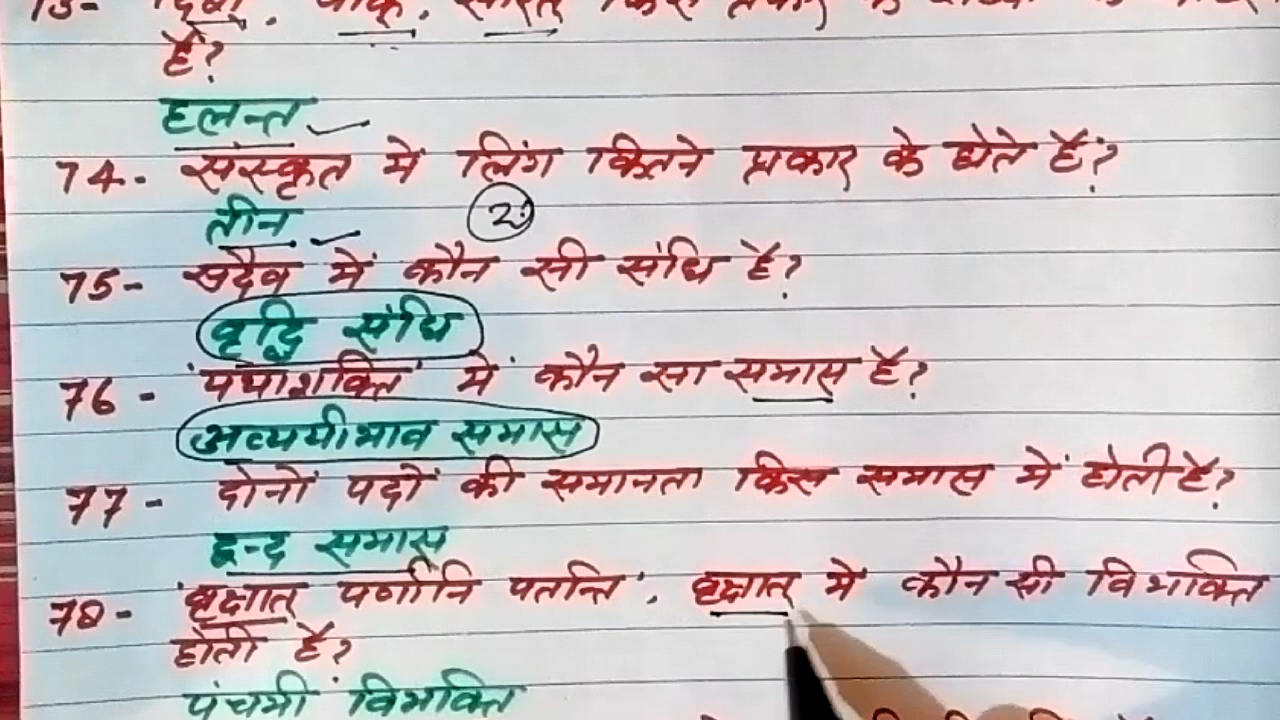 किस प्रकार के
है?
हलन्त
74- संस्कृत में लिंग कितने प्रकार के होते हैं?
तीन
75- सदैव में कौन सी संधि है?
वृद्धि संधि
76- 'यथाशक्ति' में कौन सा समास है?
अव्ययीभाव समास
77- दोनों पदों की समानता किस समास में होती है?
द्वन्द समास
78- वृक्षात् पर्णानि पतन्ति. वृक्षात् में कौन सी विभक्ति
होती है?
पंचमी विभक्ति